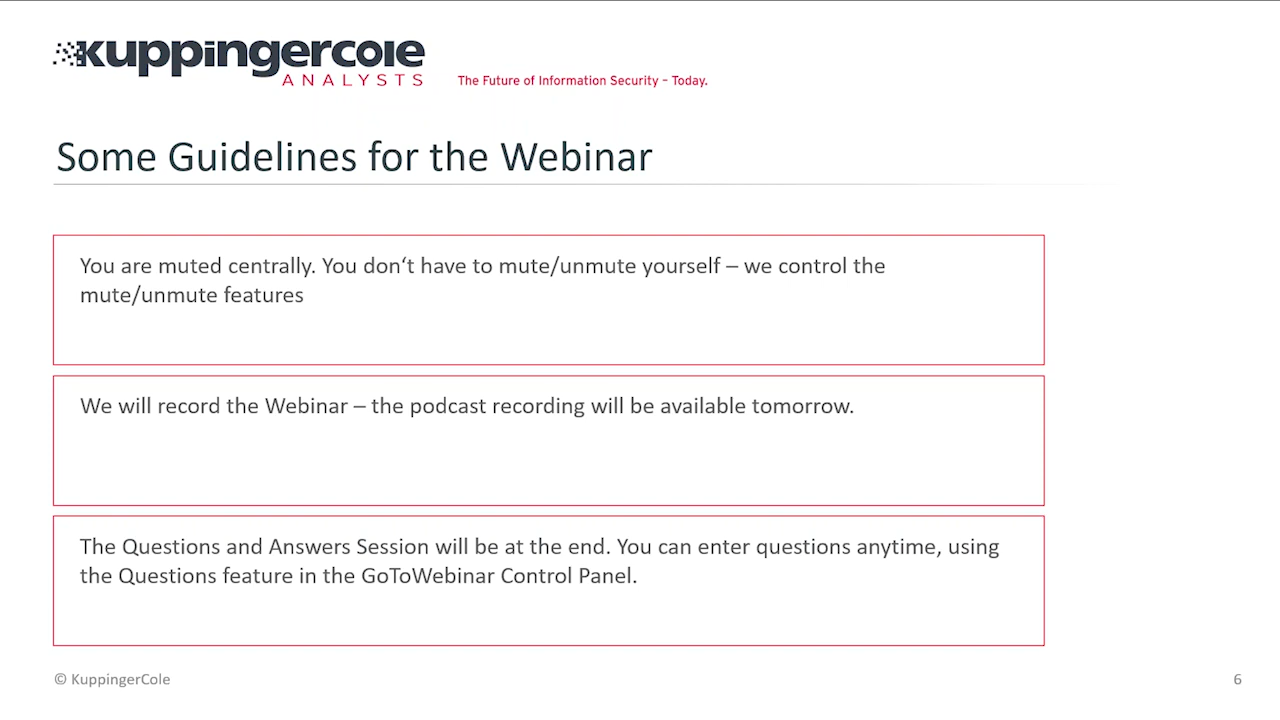 kuppingercole
ANALYSTS
The Future of Information Security – Today.
Some Guidelines for the Webinar
You are muted centrally. You don‘t have to mute/unmute yourself – we control the
mute/unmute features
We will record the Webinar – the podcast recording will be available tomorrow.
The Questions and Answers Session will be at the end. You can enter questions anytime, using
the Questions feature in the GoToWebinar Control Panel.
© KuppingerCole
6